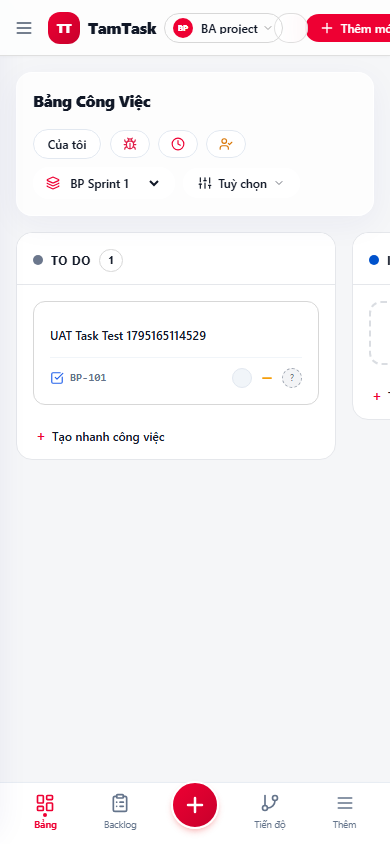 TT TamTask BP BA project + Thêm mớ
Bảng Công Việc
Của tôi
BP Sprint 1 Tuỳ chọn
TO DO 1
UAT Task Test 1795165114529
BP-101 ?
+ Tạo nhanh công việc +
Bảng Backlog Tiến độ Thêm